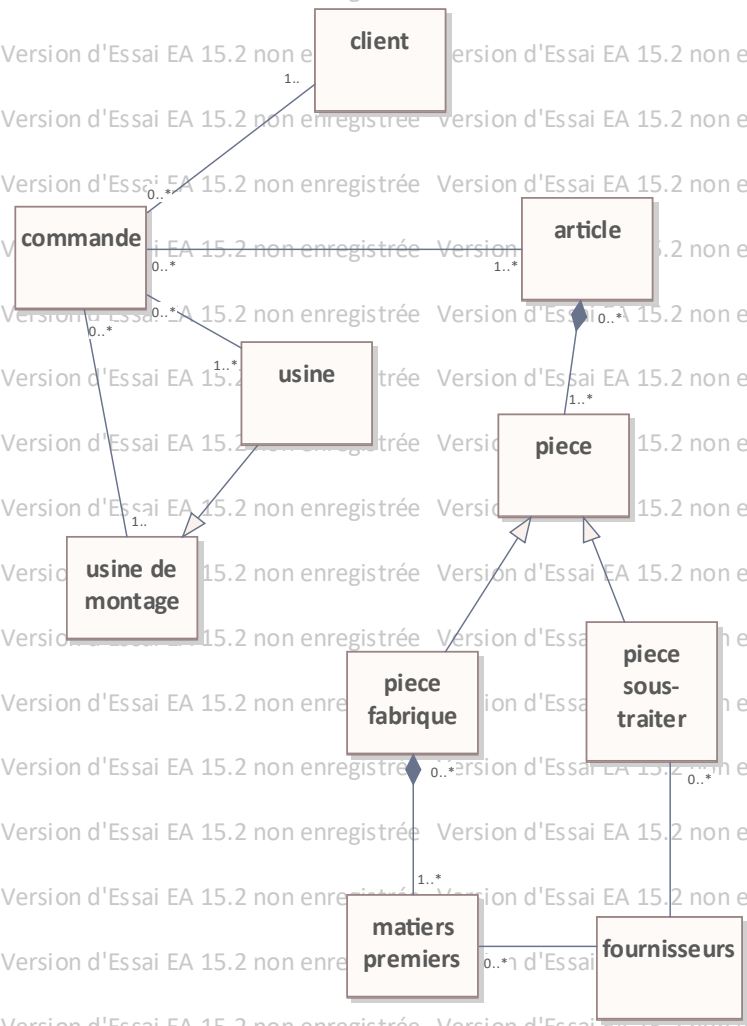 client
1..
0..*
commande
article
0..*
1..*
0..*
0..*
0..*
1..*
usine
1..*
piece
1..
usine de
montage
piece
sous-
traiter
piece
fabrique
0..*
0..*
1..*
matiers
premiers
fournisseurs
0..*
Version d'Essai EA 15.2 non enregistrée